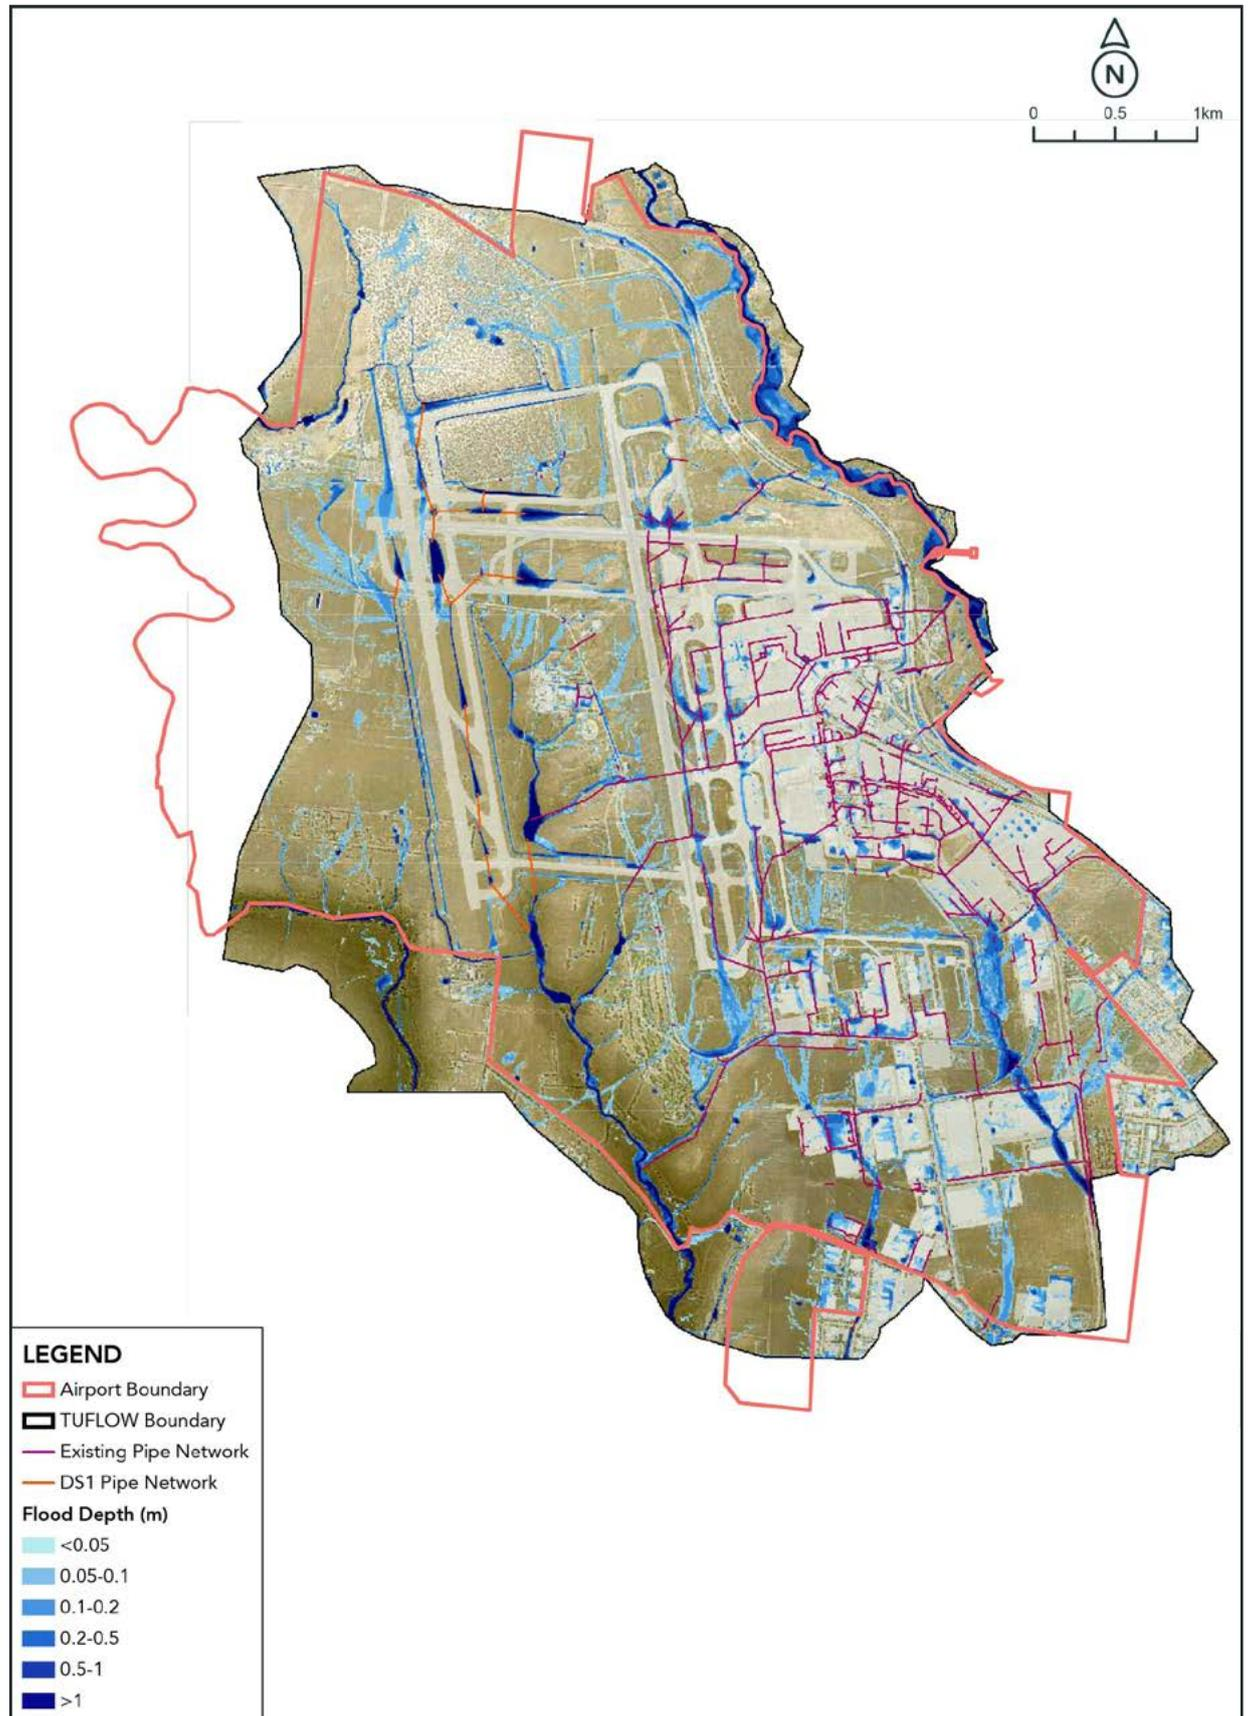 N
0 0.5 1km
LEGEND
Airport Boundary
TUFLOW Boundary
Existing Pipe Network
DS1 Pipe Network
Flood Depth (m)
<0.05
0.05-0.1
0.1-0.2
0.2-0.5
0.5-1
>1